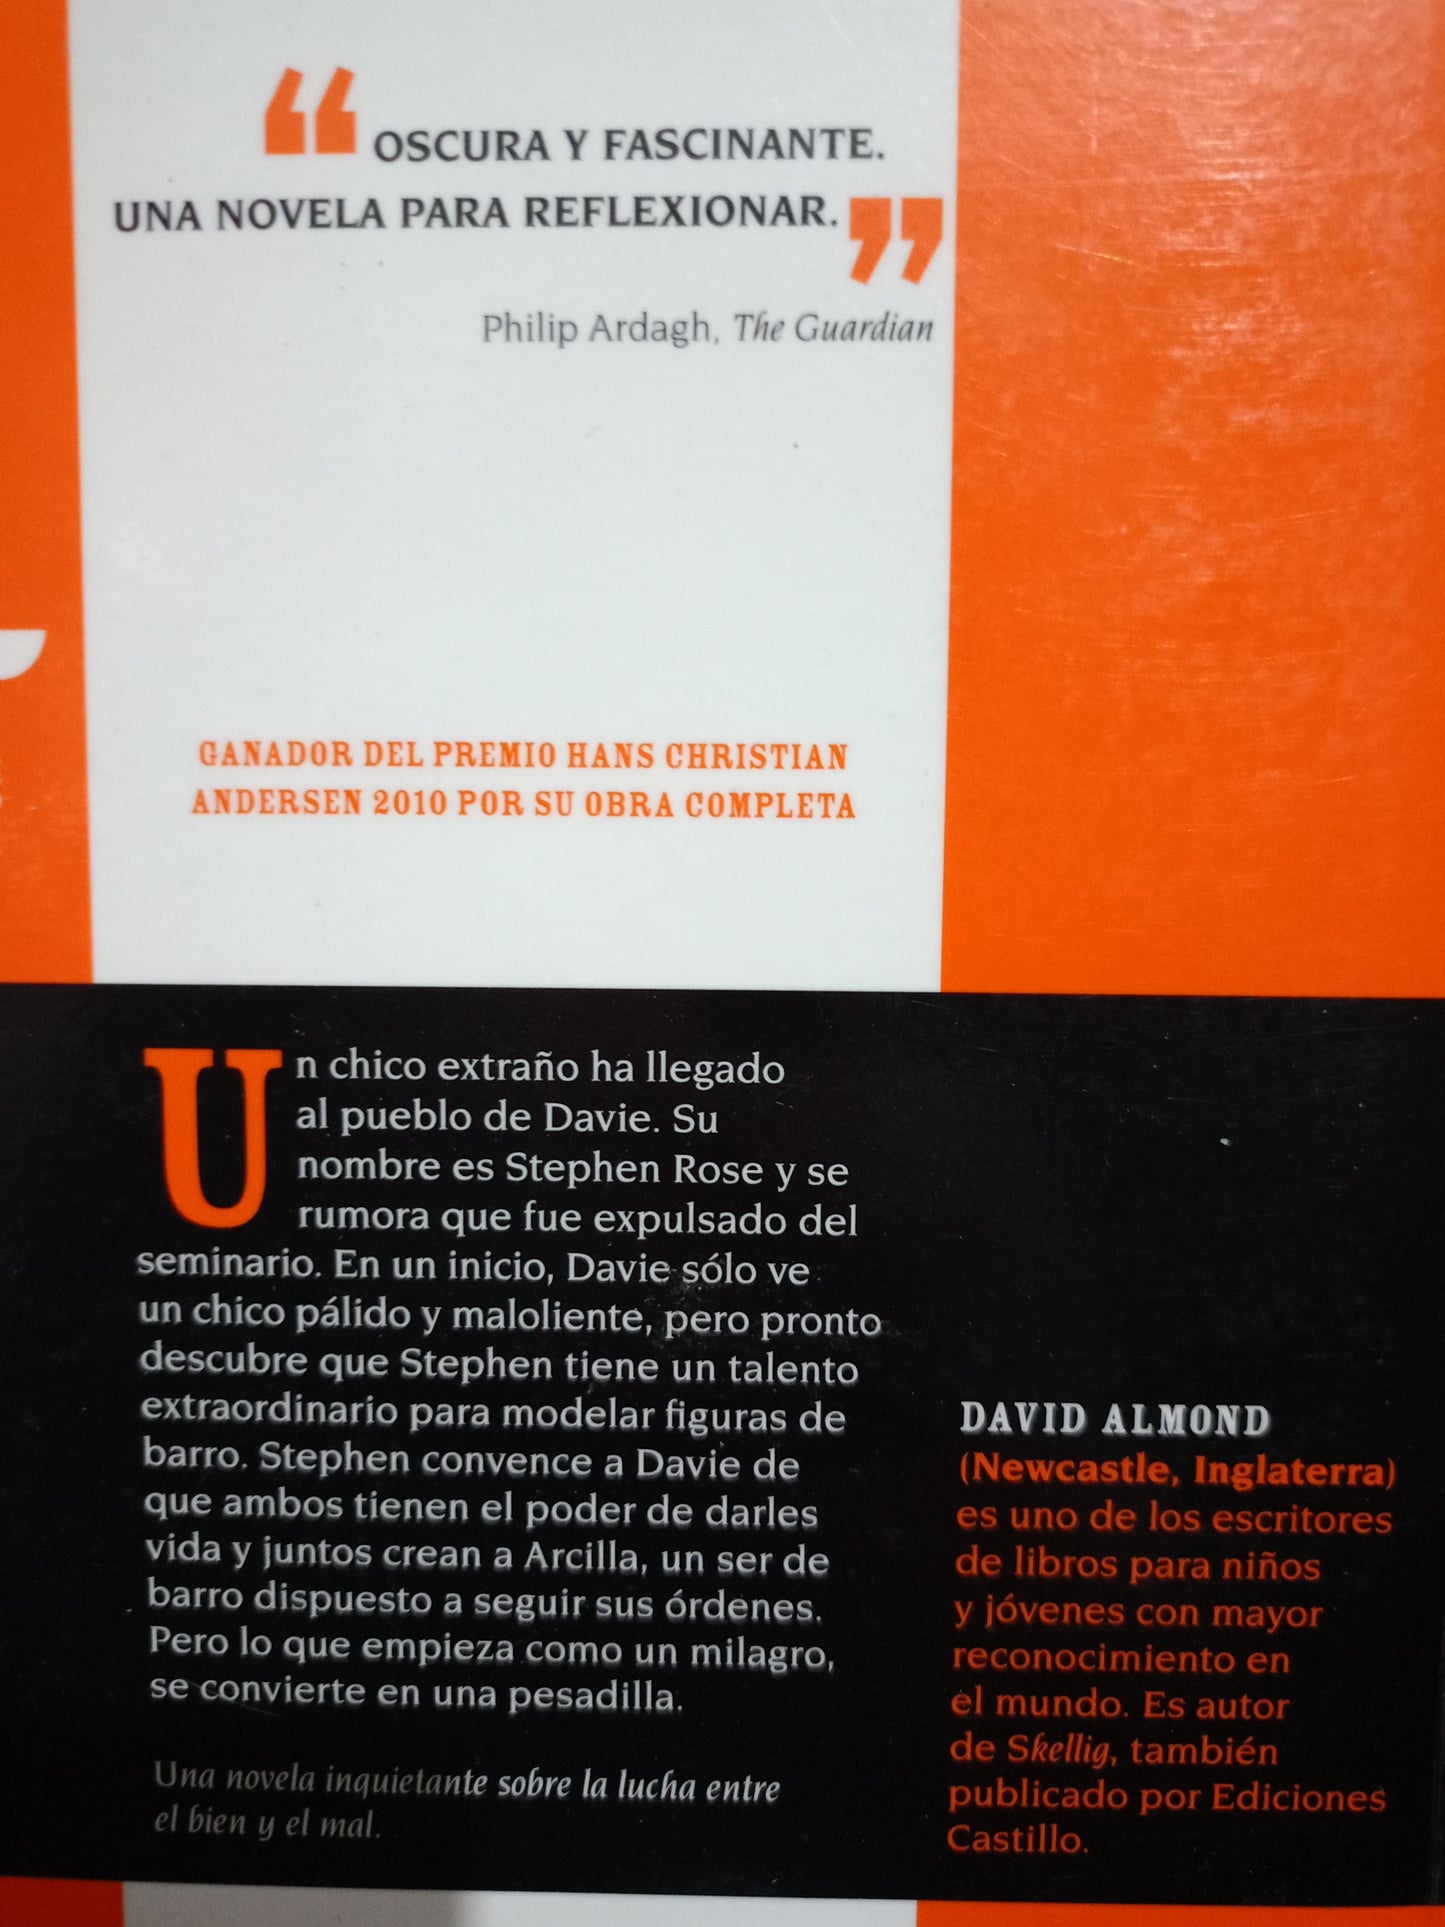 “ OSCURA Y FASCINANTE.
UNA NOVELA PARA REFLEXIONAR. ”
Philip Ardagh, The Guardian
GANADOR DEL PREMIO HANS CHRISTIAN
ANDERSEN 2010 POR SU OBRA COMPLETA
Un chico extraño ha llegado
al pueblo de Davie. Su
nombre es Stephen Rose y se
rumora que fue expulsado del
seminario. En un inicio, Davie sólo ve
un chico pálido y maloliente, pero pronto
descubre que Stephen tiene un talento
extraordinario para modelar figuras de
barro. Stephen convence a Davie de
que ambos tienen el poder de darles
vida y juntos crean a Arcilla, un ser de
barro dispuesto a seguir sus órdenes.
Pero lo que empieza como un milagro,
se convierte en una pesadilla.
Una novela inquietante sobre la lucha entre
el bien y el mal.
DAVID ALMOND
(Newcastle, Inglaterra)
es uno de los escritores
de libros para niños
y jóvenes con mayor
reconocimiento en
el mundo. Es autor
de Skellig, también
publicado por Ediciones
Castillo.